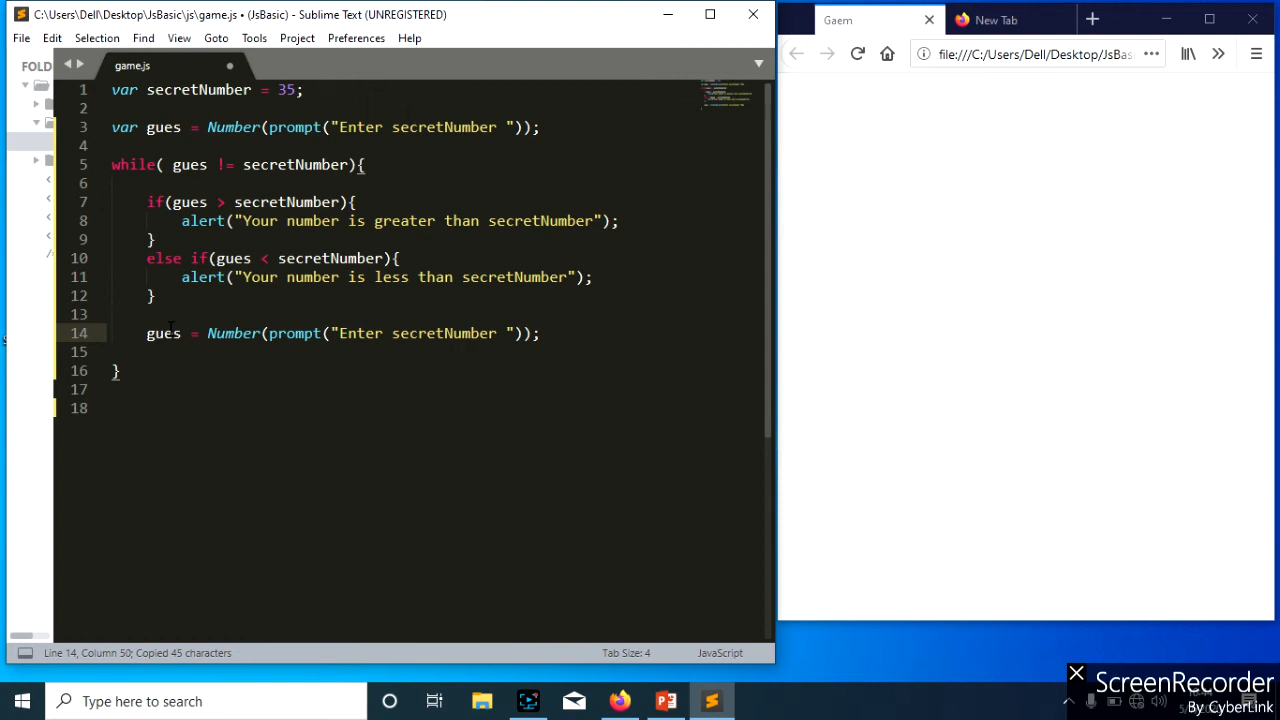 C:\Users\Dell\Desktop\JsBasic\js\game.js • (JsBasic) - Sublime Text (UNREGISTERED)
File Edit Selection Find View Goto Tools Project Preferences Help
FOLD
game.js
1 var secretNumber = 35;
2
3 var gues = Number(prompt("Enter secretNumber "));
4
5 while( gues != secretNumber){
6
7 if(gues > secretNumber){
8 alert("Your number is greater than secretNumber");
9 }
10 else if(gues < secretNumber){
11 alert("Your number is less than secretNumber");
12 }
13
14 gues = Number(prompt("Enter secretNumber "));
15
16 }
17
18
Line 14, Column 50; Copied 45 characters
Tab Size: 4
JavaScript
Gaem
New Tab
file:///C:/Users/Dell/Desktop/JsBas
Type here to search
ScreenRecorder
By CyberLink